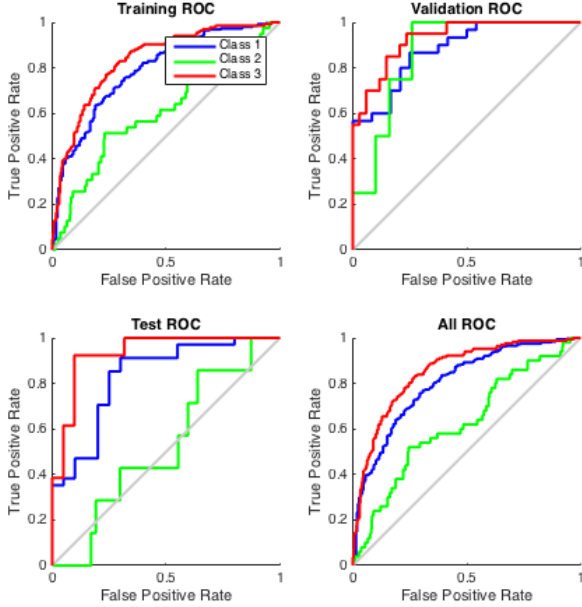 Training ROC
Class 1
Class 2
Class 3
True Positive Rate
1
0.8
0.6
0.4
0.2
0
0
0.5
1
False Positive Rate
Validation ROC
True Positive Rate
1
0.8
0.6
0.4
0.2
0
0
0.5
1
False Positive Rate
Test ROC
True Positive Rate
1
0.8
0.6
0.4
0.2
0
0
0.5
1
False Positive Rate
All ROC
True Positive Rate
1
0.8
0.6
0.4
0.2
0
0
0.5
1
False Positive Rate